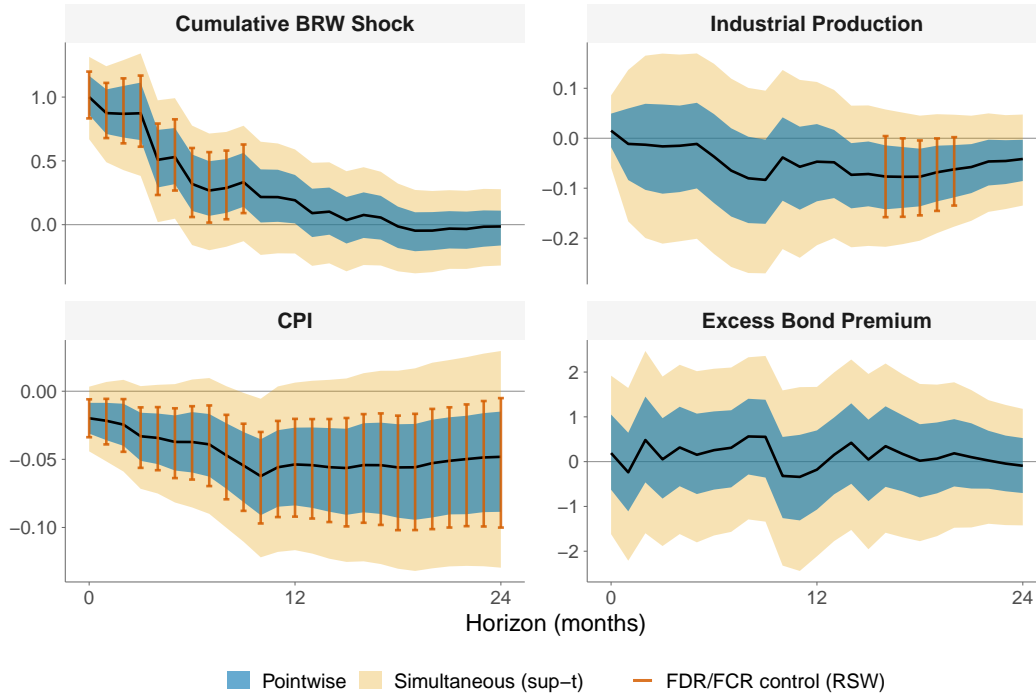 Cumulative BRW Shock
Industrial Production
1.0
0.5
0.0
0.1
0.0
−0.1
−0.2
CPI
Excess Bond Premium
0.00
−0.05
−0.10
2
1
0
−1
−2
0 12 24
0 12 24
Horizon (months)
Pointwise Simultaneous (sup−t) FDR/FCR control (RSW)